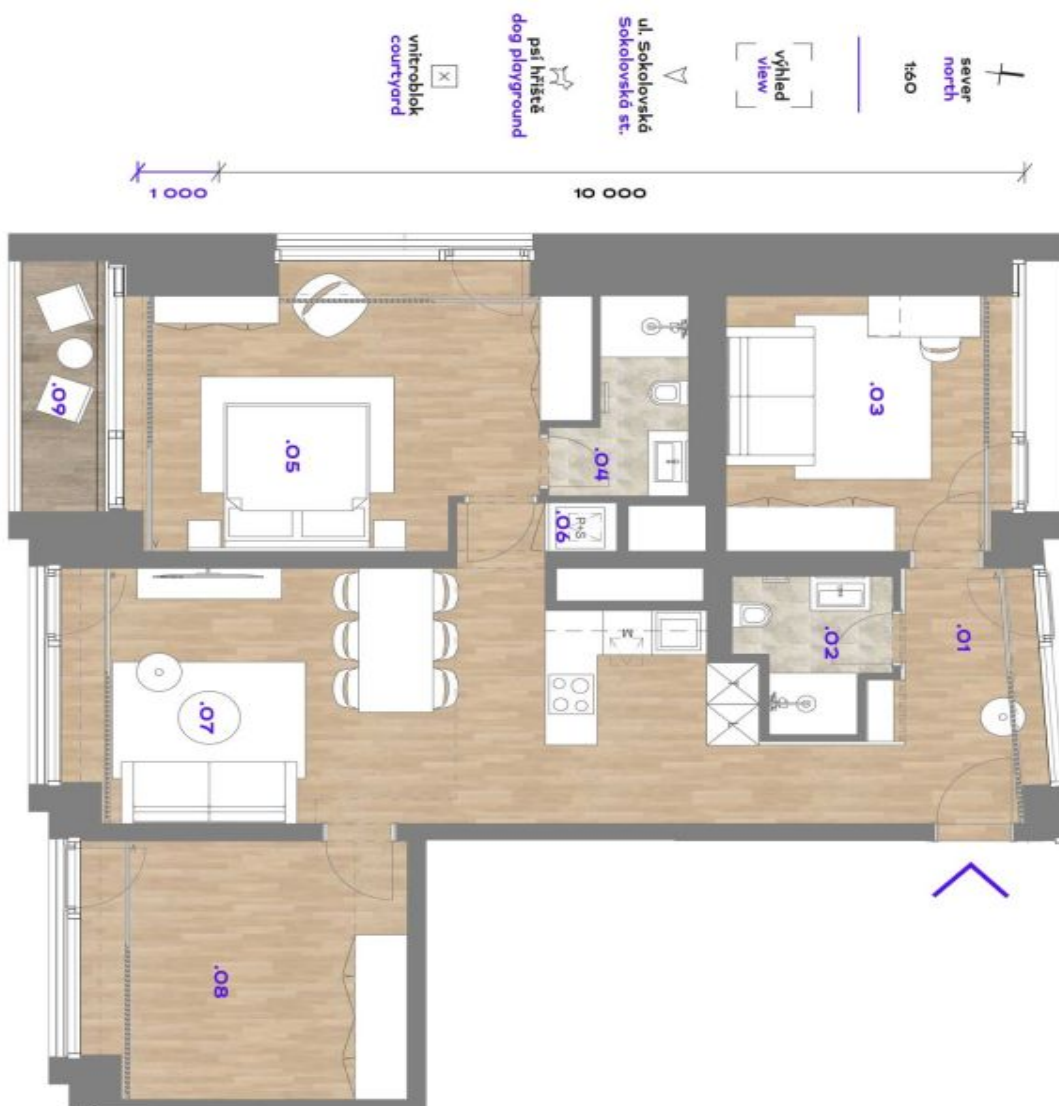 sever
north
1:60
výhled
view
ul. Sokolovská
Sokolovská st.
psí hřiště
dog playground
vnitroblok
courtyard
X
1 000
10 000
.09
.05
.04
.03
.06
P+S
.07
M
.02
.01
.08